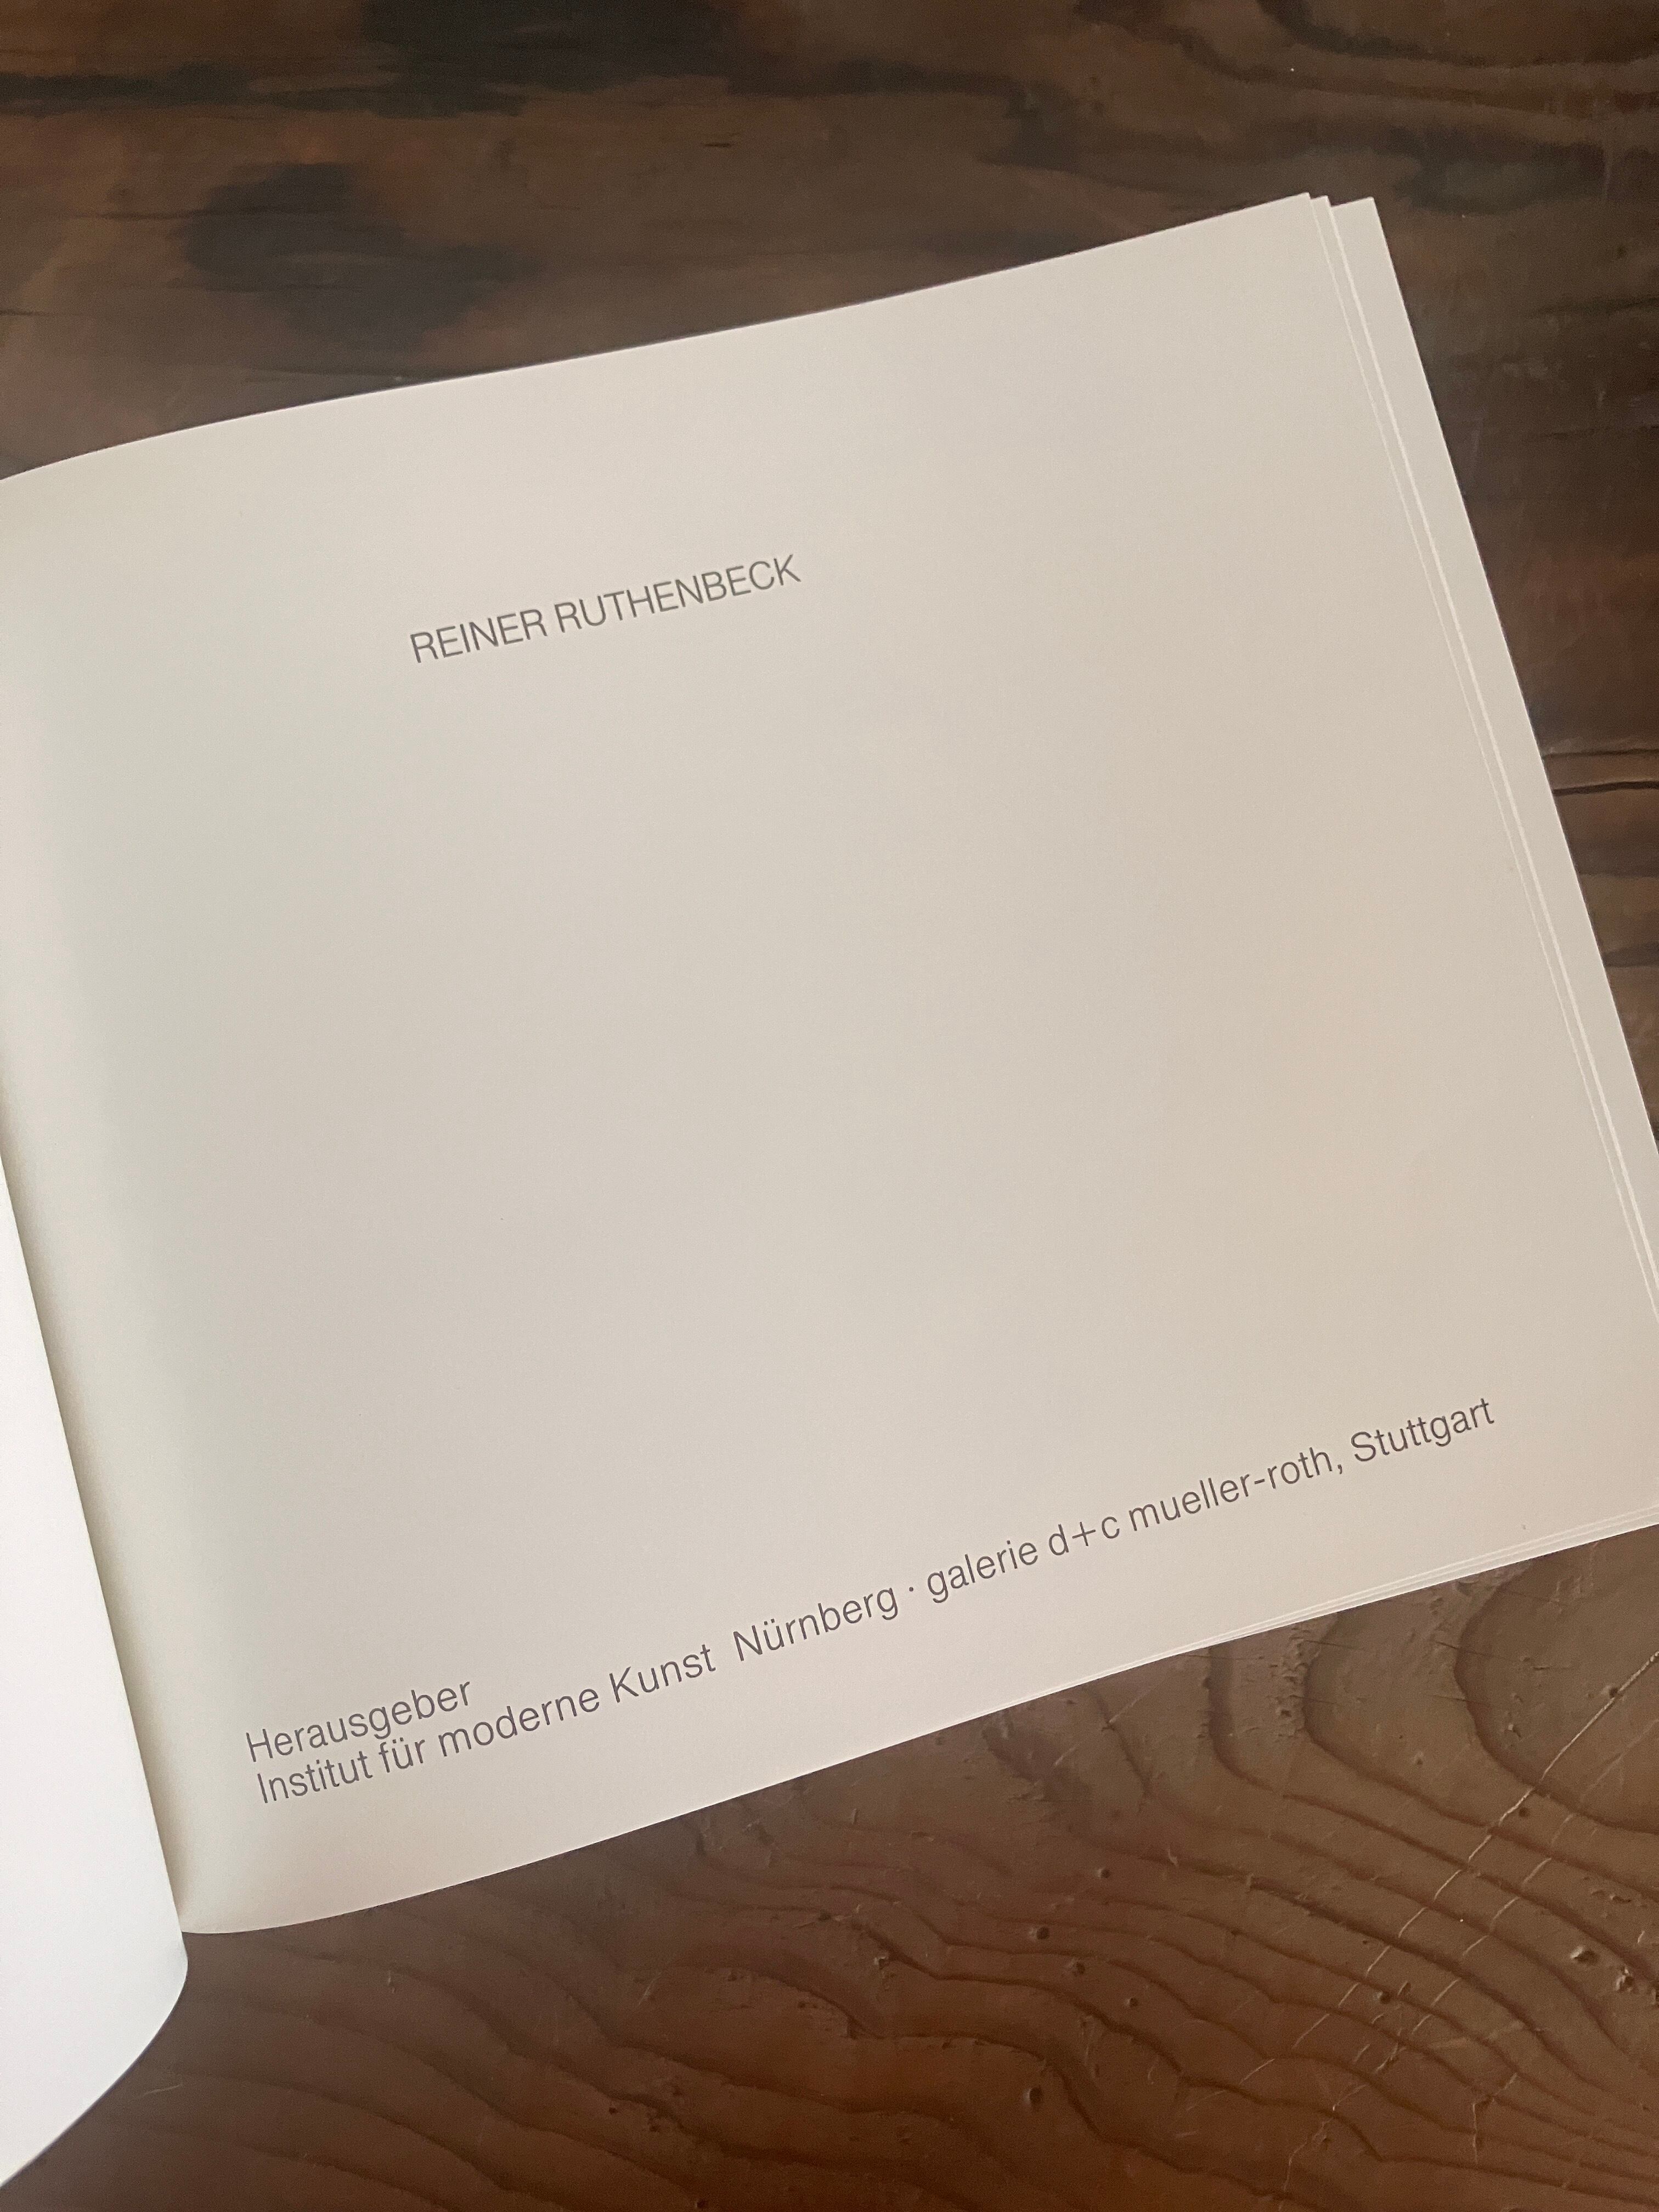 REINER RUTHENBECK
Herausgeber
Institut für moderne Kunst Nürnberg · galerie d+c mueller-roth, Stuttgart